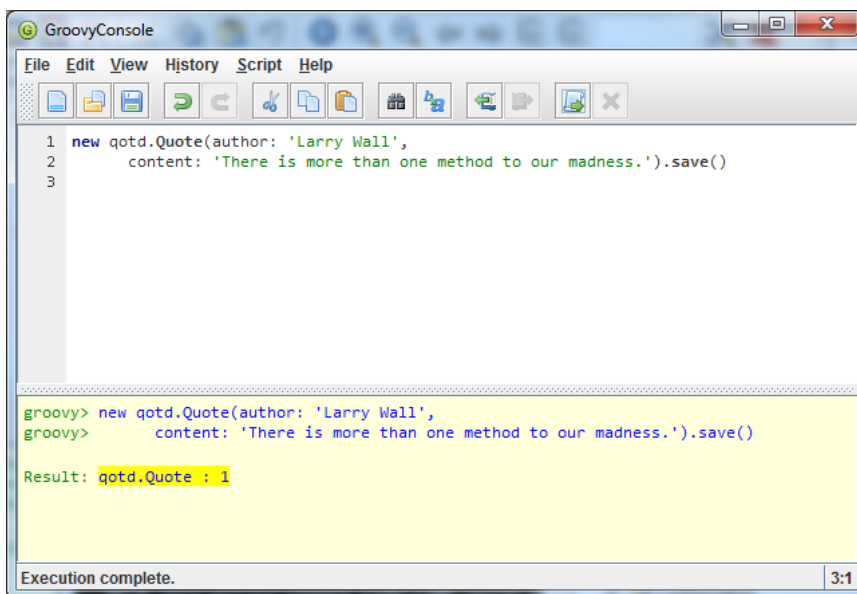 GroovyConsole
File Edit View History Script Help
1 new qotd.Quote(author: 'Larry Wall',
2 content: 'There is more than one method to our madness.').save()
3
groovy> new qotd.Quote(author: 'Larry Wall',
groovy> content: 'There is more than one method to our madness.').save()
Result: qotd.Quote : 1
Execution complete. 3:1